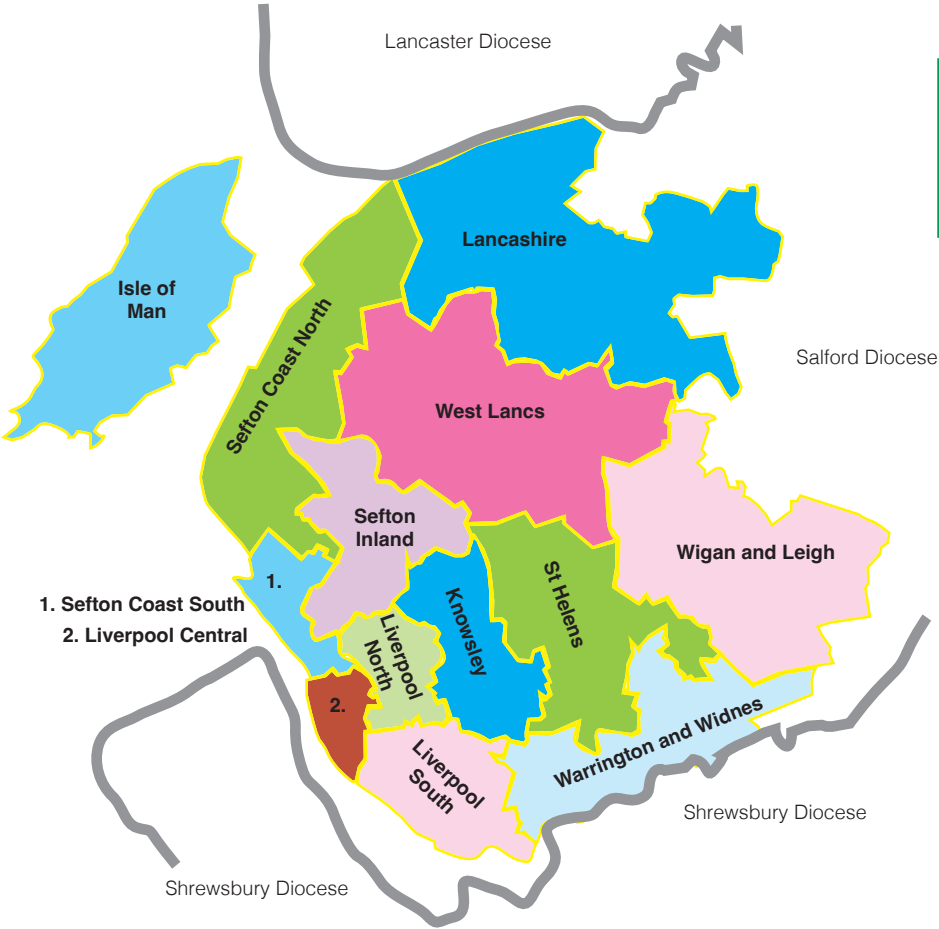 Lancaster Diocese
Lancashire
Isle of
Man
Sefton Coast North
Salford Diocese
West Lancs
Sefton
Inland
Wigan and Leigh
St Helens
1.
1. Sefton Coast South
2. Liverpool Central
Knowsley
Liverpool
North
2.
Warrington and Widnes
Liverpool
South
Shrewsbury Diocese
Shrewsbury Diocese